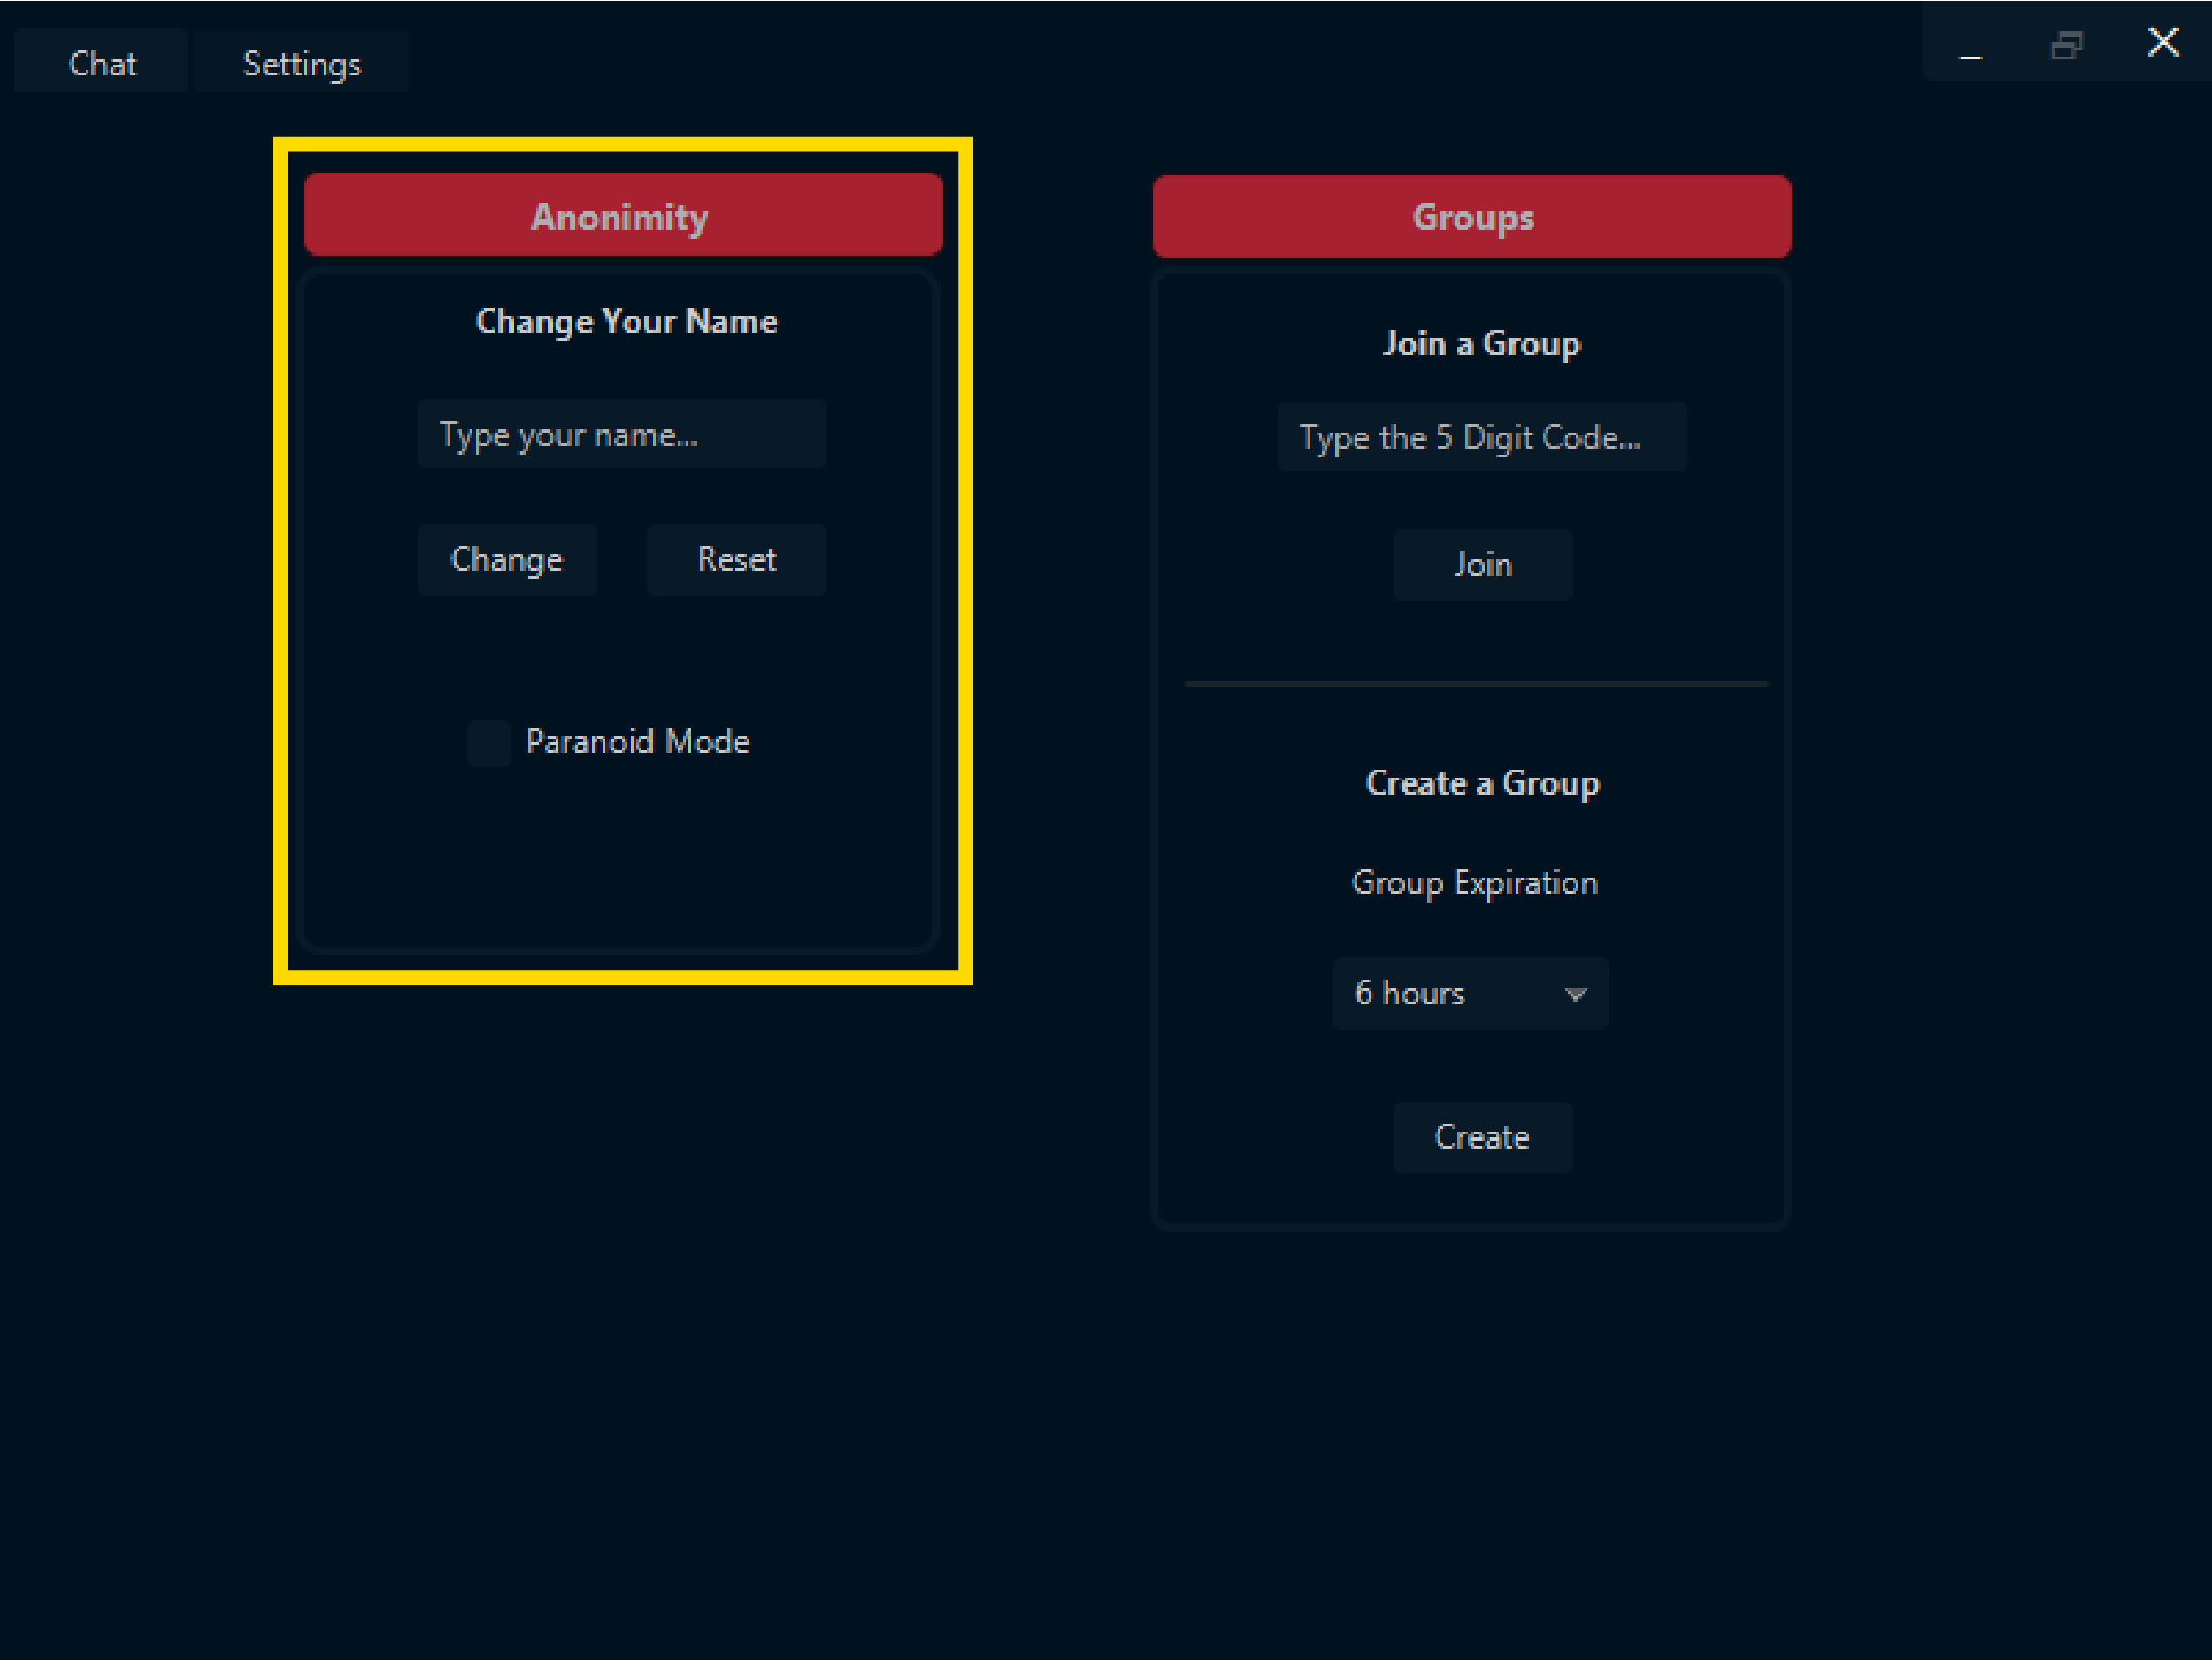 Chat
Settings
Anonimity
Change Your Name
Type your name...
Change
Reset
Paranoid Mode
Groups
Join a Group
Type the 5 Digit Code...
Join
Create a Group
Group Expiration
6 hours
Create